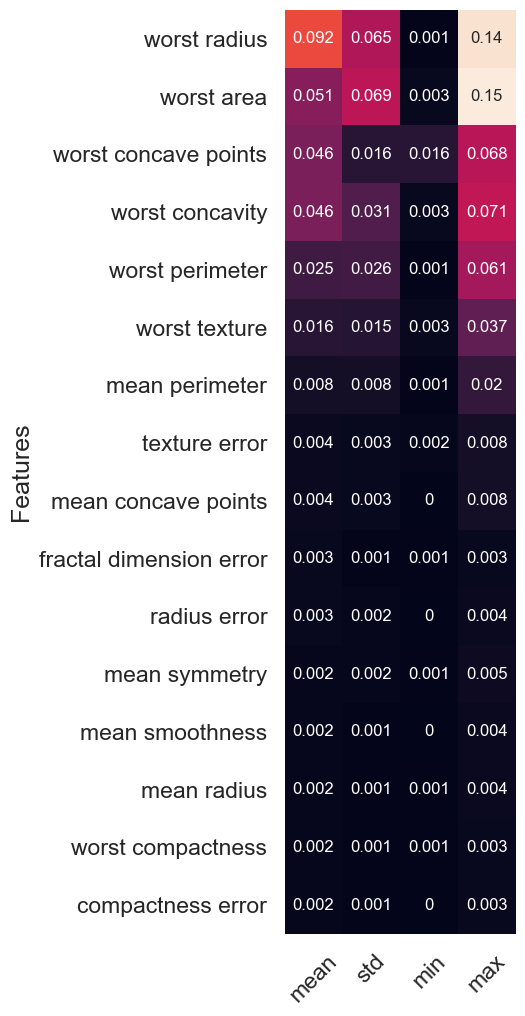 worst radius 0.092 0.065 0.001 0.14
worst area 0.051 0.069 0.003 0.15
worst concave points 0.046 0.016 0.016 0.068
worst concavity 0.046 0.031 0.003 0.071
worst perimeter 0.025 0.026 0.001 0.061
worst texture 0.016 0.015 0.003 0.037
mean perimeter 0.008 0.008 0.001 0.02
Features
texture error 0.004 0.003 0.002 0.008
mean concave points 0.004 0.003 0 0.008
fractal dimension error 0.003 0.001 0.001 0.003
radius error 0.003 0.002 0 0.004
mean symmetry 0.002 0.002 0.001 0.005
mean smoothness 0.002 0.001 0 0.004
mean radius 0.002 0.001 0.001 0.004
worst compactness 0.002 0.001 0.001 0.003
compactness error 0.002 0.001 0 0.003
mean std min max